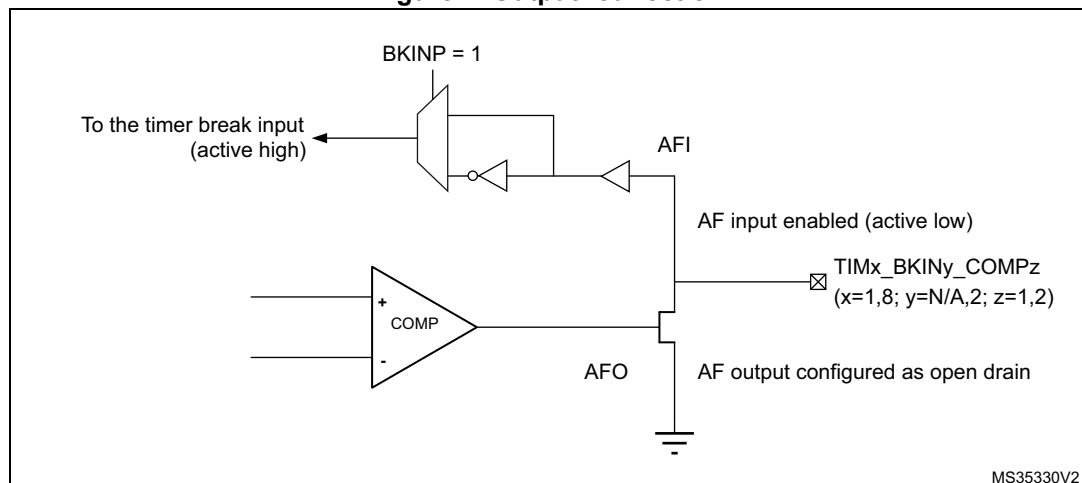 BKINP = 1
To the timer break input
(active high)
AFI
AF input enabled (active low)
TIMx_BKINy_COMPz
(x=1,8; y=N/A,2; z=1,2)
+
COMP
-
AFO
AF output configured as open drain
MS35330V2